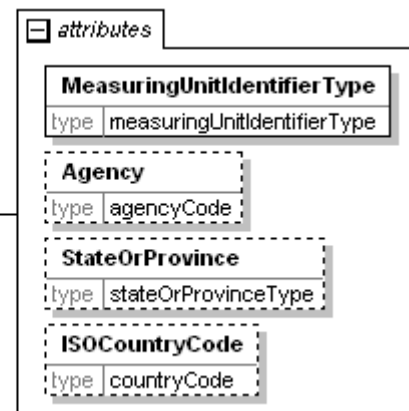 attributes
MeasuringUnitIdentifierType
type measuringUnitIdentifierType
Agency
type agencyCode
StateOrProvince
type stateOrProvinceType
ISOCountryCode
type countryCode